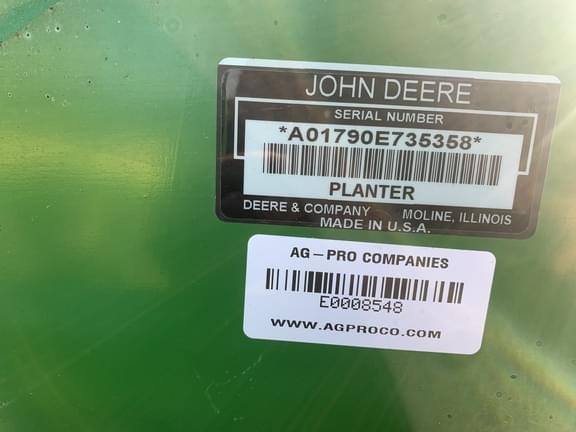 JOHN DEERE
SERIAL NUMBER
*A01790E735358*
PLANTER
DEERE & COMPANY MOLINE, ILLINOIS
MADE IN U.S.A.
AG-PRO COMPANIES
E0008548
WWW.AGPROCO.COM